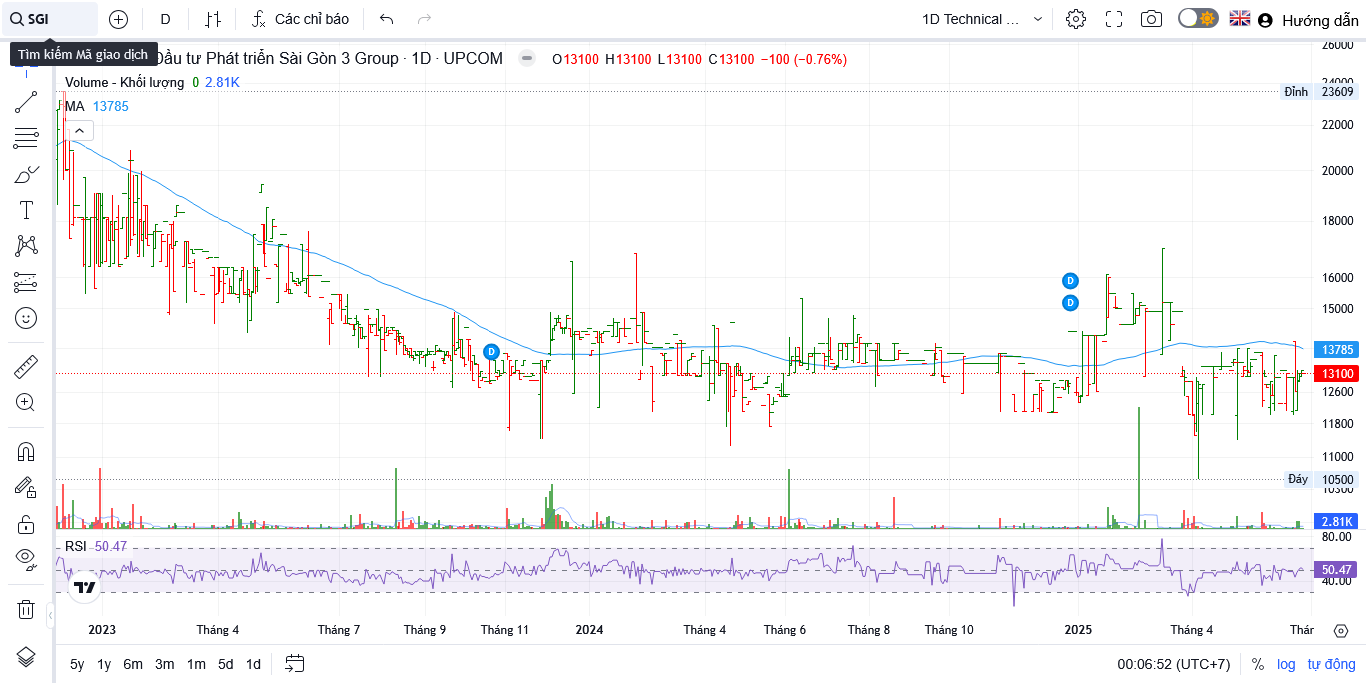 SGI
D
Các chỉ báo
1D Technical ...
Hướng dẫn
Tìm kiếm Mã giao dịch
Đầu tư Phát triển Sài Gòn 3 Group · 1D · UPCOM
O13100 H13100 L13100 C13100 −100 (−0.76%)
Volume - Khối lượng 0 2.81K
MA 13785
26000
24000
Đỉnh 23609
22000
20000
18000
16000
15000
13785
13100
12600
11800
11000
Đáy 10500
10300
2.81K
D
D
D
RSI 50.47
80.00
50.47
40.00
2023
Tháng 4
Tháng 7
Tháng 9
Tháng 11
2024
Tháng 4
Tháng 6
Tháng 8
Tháng 10
2025
Tháng 4
Thár
5y 1y 6m 3m 1m 5d 1d
00:06:52 (UTC+7)
%
log
tự động